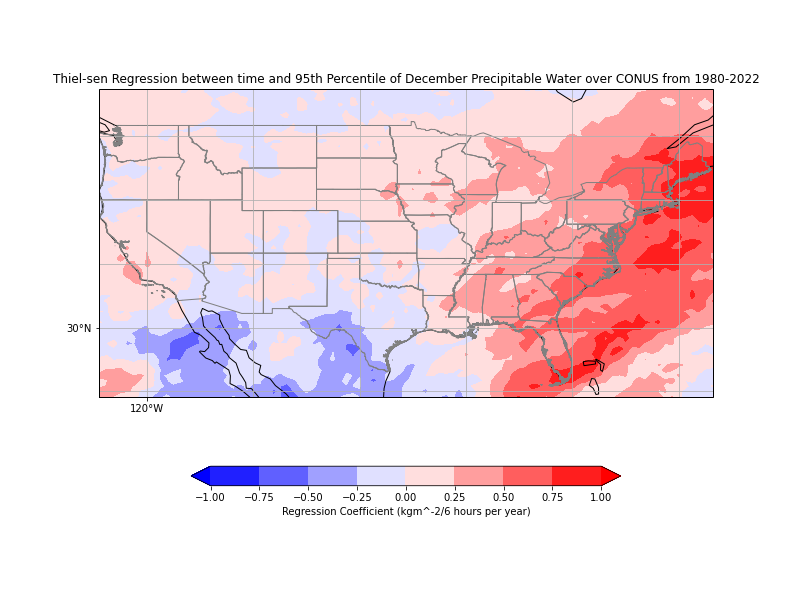 Thiel-sen Regression between time and 95th Percentile of December Precipitable Water over CONUS from 1980-2022
30°N
120°W
−1.00 −0.75 −0.50 −0.25 0.00 0.25 0.50 0.75 1.00
Regression Coefficient (kgm^-2/6 hours per year)